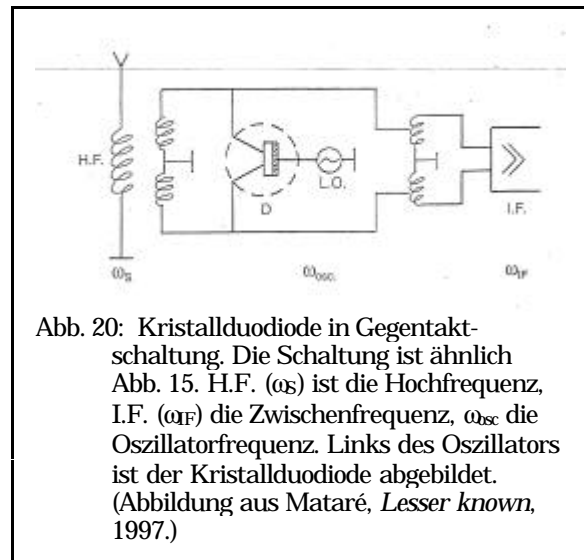 H.F.
L.O.
D
I.F.
ωS
ωosc.
ωIF
Abb. 20: Kristallduodiode in Gegentakt-
schaltung. Die Schaltung ist ähnlich
Abb. 15. H.F. (ωS) ist die Hochfrequenz,
I.F. (ωIF) die Zwischenfrequenz, ωosc die
Oszillatorfrequenz. Links des Oszillators
ist der Kristallduodiode abgebildet.
(Abbildung aus Mataré, Lesser known,
1997.)